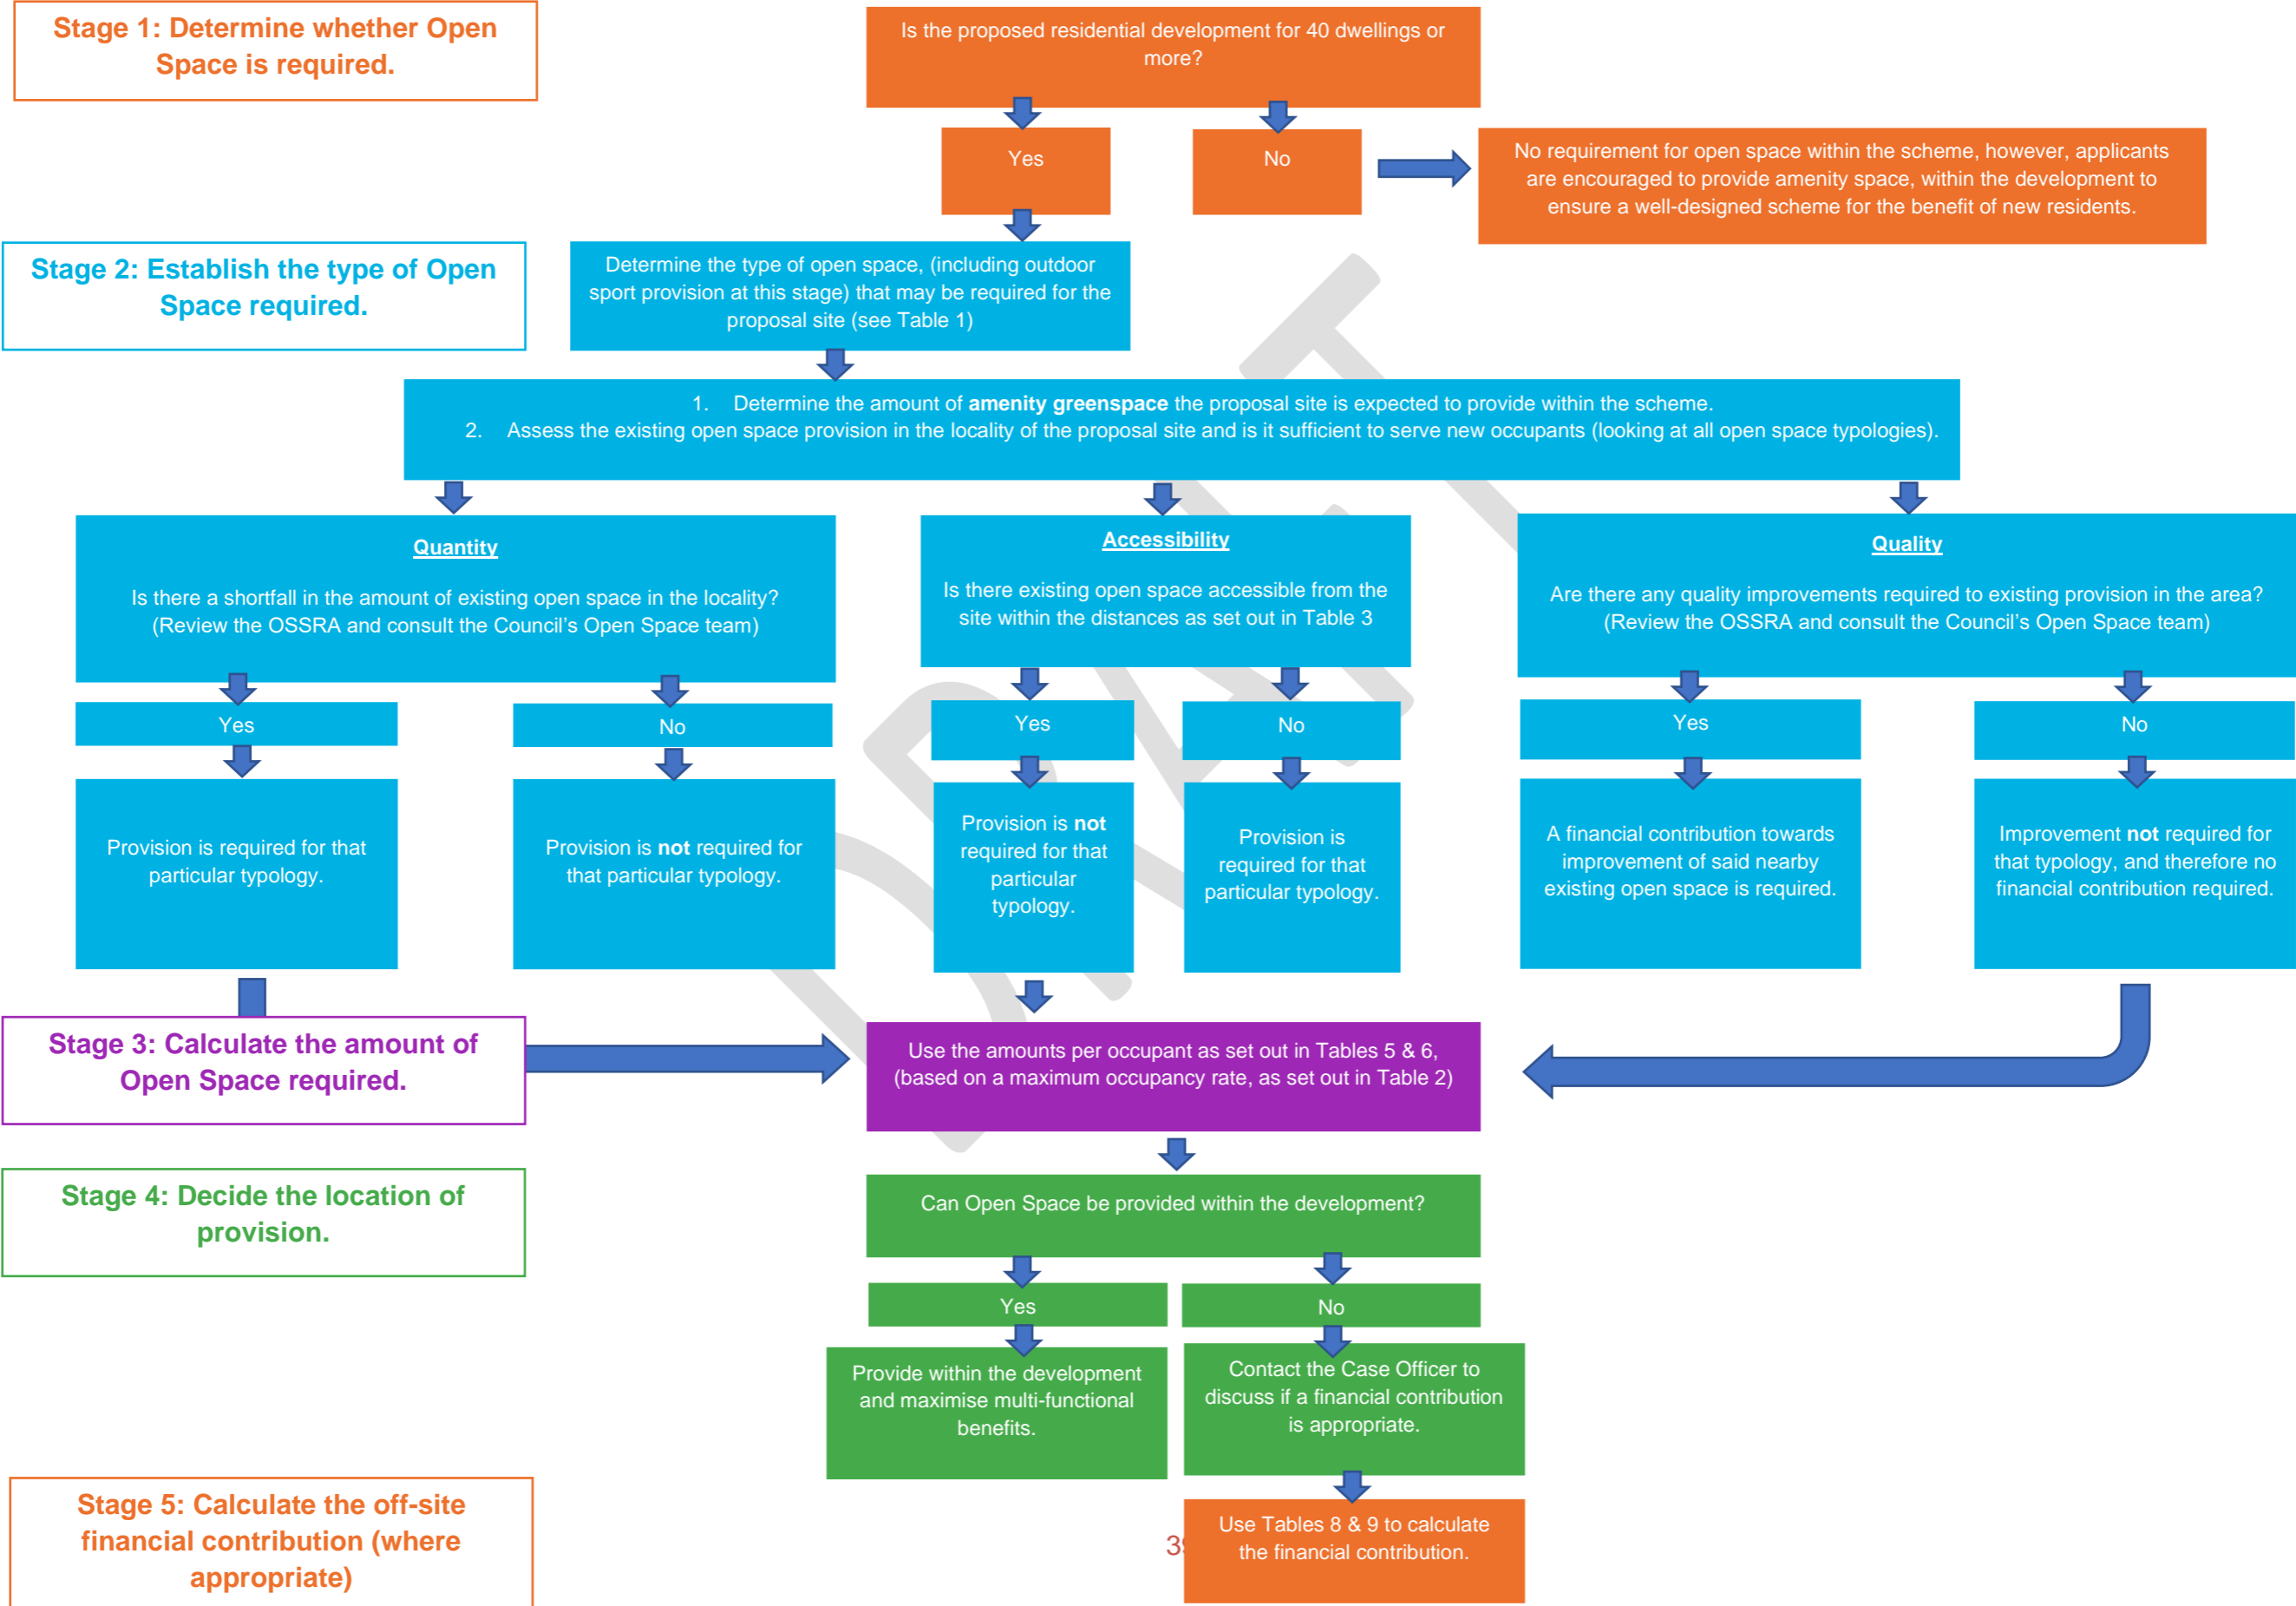 Stage 1: Determine whether Open
Space is required.
Is the proposed residential development for 40 dwellings or
more?
Yes
No
No requirement for open space within the scheme, however, applicants
are encouraged to provide amenity space, within the development to
ensure a well-designed scheme for the benefit of new residents.
Stage 2: Establish the type of Open
Space required.
Determine the type of open space, (including outdoor
sport provision at this stage) that may be required for the
proposal site (see Table 1)
1. Determine the amount of amenity greenspace the proposal site is expected to provide within the scheme.
2. Assess the existing open space provision in the locality of the proposal site and is it sufficient to serve new occupants (looking at all open space typologies).
Quantity
Is there a shortfall in the amount of existing open space in the locality?
(Review the OSSRA and consult the Council's Open Space team)
Yes
No
Provision is required for that
particular typology.
Provision is not required for
that particular typology.
Accessibility
Is there existing open space accessible from the
site within the distances as set out in Table 3
Yes
No
Provision is not
required for that
particular
typology.
Provision is
required for that
particular typology.
Quality
Are there any quality improvements required to existing provision in the area?
(Review the OSSRA and consult the Council's Open Space team)
Yes
No
A financial contribution towards
improvement of said nearby
existing open space is required.
Improvement not required for
that typology, and therefore no
financial contribution required.
DRAFT
Stage 3: Calculate the amount of
Open Space required.
Use the amounts per occupant as set out in Tables 5 & 6,
(based on a maximum occupancy rate, as set out in Table 2)
Stage 4: Decide the location of
provision.
Can Open Space be provided within the development?
Yes
No
Provide within the development
and maximise multi-functional
benefits.
Contact the Case Officer to
discuss if a financial contribution
is appropriate.
Stage 5: Calculate the off-site
financial contribution (where
appropriate)
Use Tables 8 & 9 to calculate
the financial contribution.